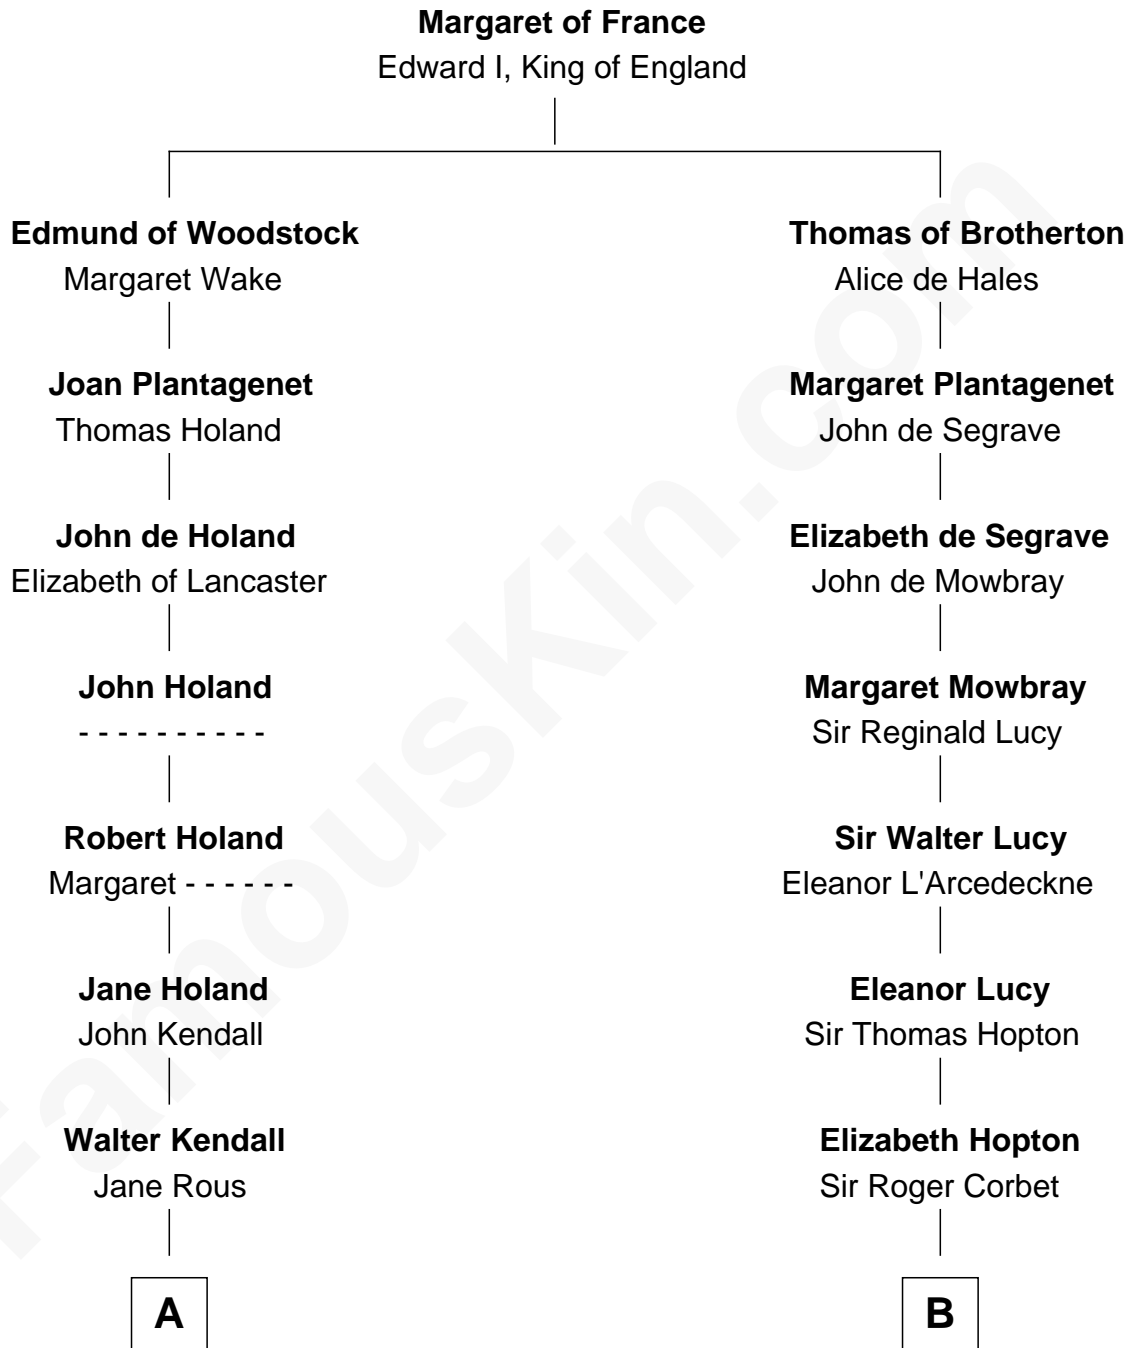 Margaret of France
Edward I, King of England
Edmund of Woodstock
Margaret Wake
Thomas of Brotherton
Alice de Hales
Joan Plantagenet
Thomas Holand
Margaret Plantagenet
John de Segrave
John de Holand
Elizabeth of Lancaster
Elizabeth de Segrave
John de Mowbray
John Holand
- - - - - - - - - -
Margaret Mowbray
Sir Reginald Lucy
Robert Holand
Margaret - - - - - -
Sir Walter Lucy
Eleanor L'Arcedeckne
Jane Holand
John Kendall
Eleanor Lucy
Sir Thomas Hopton
Walter Kendall
Jane Rous
Elizabeth Hopton
Sir Roger Corbet
A
B
FamousKin.com